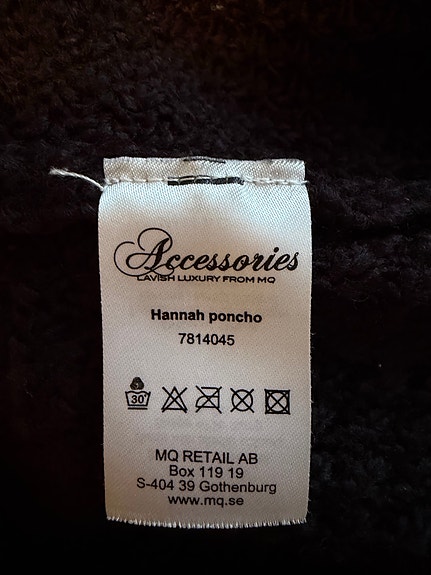 Accessories
LAVISH LUXURY FROM MQ
Hannah poncho
7814045
30°
MQ RETAIL AB
Box 119 19
S-404 39 Gothenburg
www.mq.se